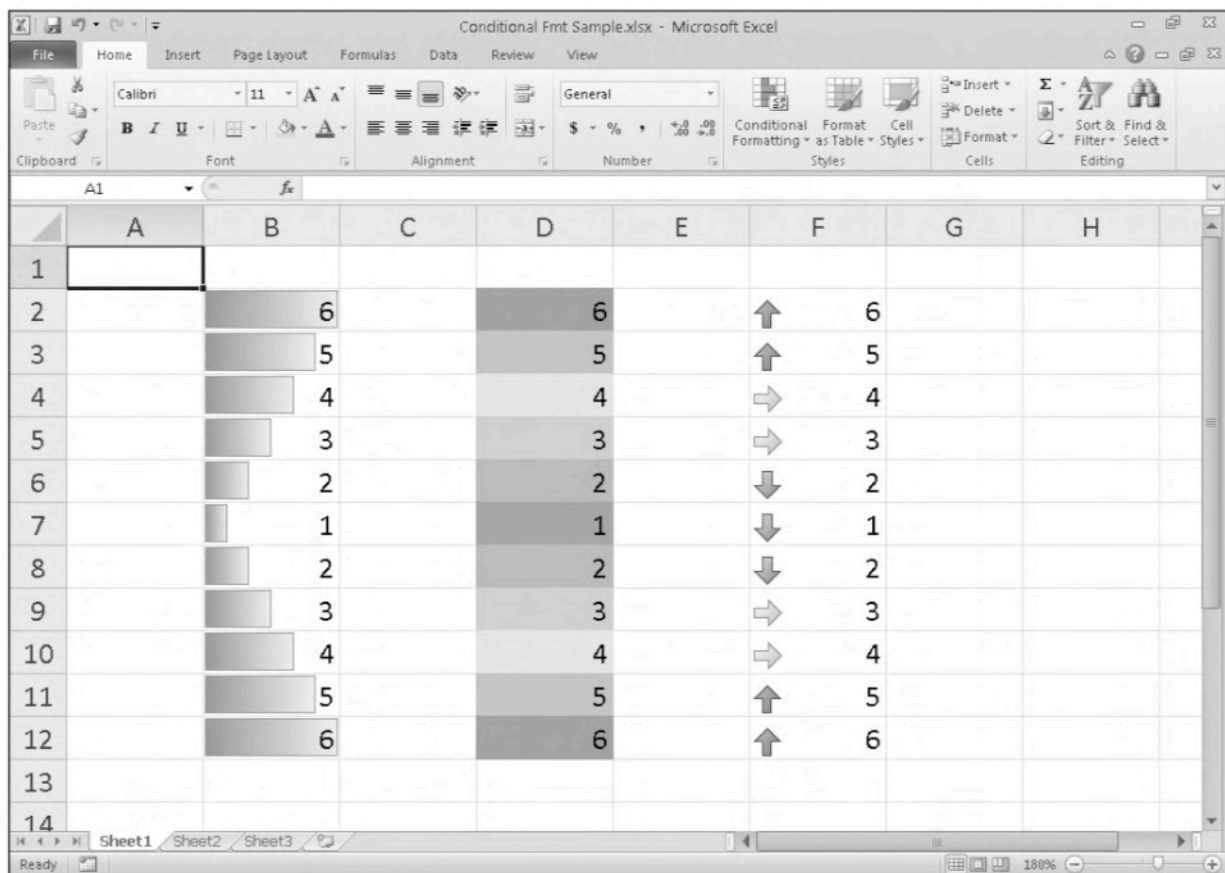 Conditional Fmt Sample.xlsx - Microsoft Excel
File Home Insert Page Layout Formulas Data Review View
Paste
Calibri 11 A A
B I U A
General
$ % , .00 .00
Conditional Formatting
Format as Table
Cell Styles
Insert
Delete
Format
Σ
Sort & Filter
Find & Select
Clipboard Font Alignment Number Styles Cells Editing
A1 fx
A B C D E F G H
1
2 6 6 6
3 5 5 5
4 4 4 4
5 3 3 3
6 2 2 2
7 1 1 1
8 2 2 2
9 3 3 3
10 4 4 4
11 5 5 5
12 6 6 6
13
14
Sheet1 Sheet2 Sheet3
Ready 180%